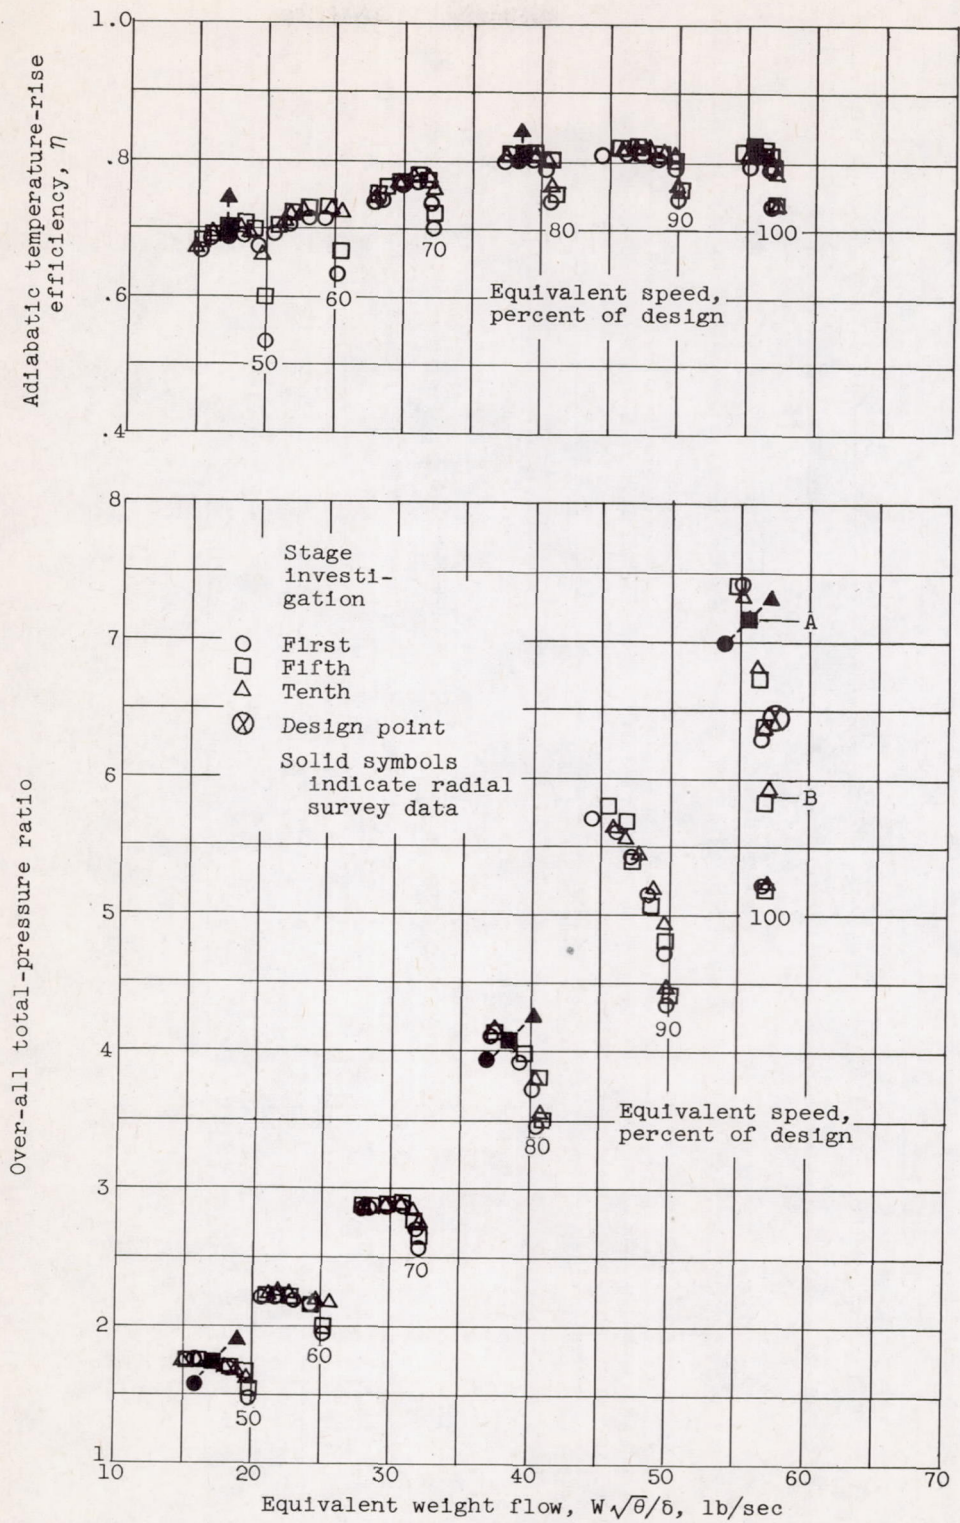 1.0
.8
.6
.4
Adiabatic temperature-rise
efficiency, η
50
60
70
80
90
100
Equivalent speed,
percent of design
8
7
6
5
4
3
2
1
Over-all total-pressure ratio
Stage
investi-
gation
First
Fifth
Tenth
Design point
Solid symbols
indicate radial
survey data
A
B
100
90
80
70
60
50
Equivalent speed,
percent of design
10 20 30 40 50 60 70
Equivalent weight flow, W√θ/δ, lb/sec